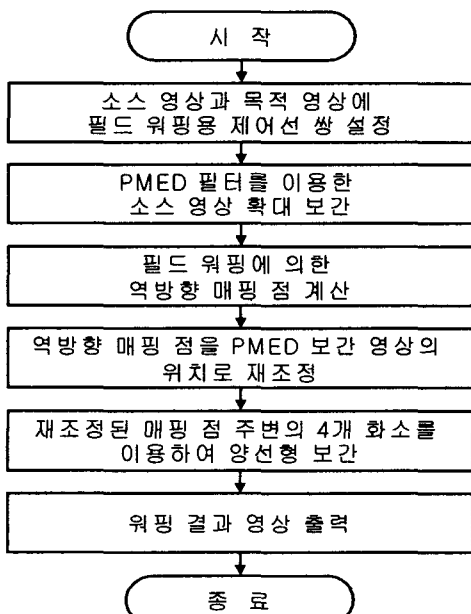 시 작
소스 영상과 목적 영상에
필드 워핑용 제어선 쌍 설정
PMED 필터를 이용한
소스 영상 확대 보간
필드 워핑에 의한
역방향 매핑 점 계산
역방향 매핑 점을 PMED 보간 영상의
위치로 재조정
재조정된 매핑 점 주변의 4개 화소를
이용하여 양선형 보간
워핑 결과 영상 출력
종 료